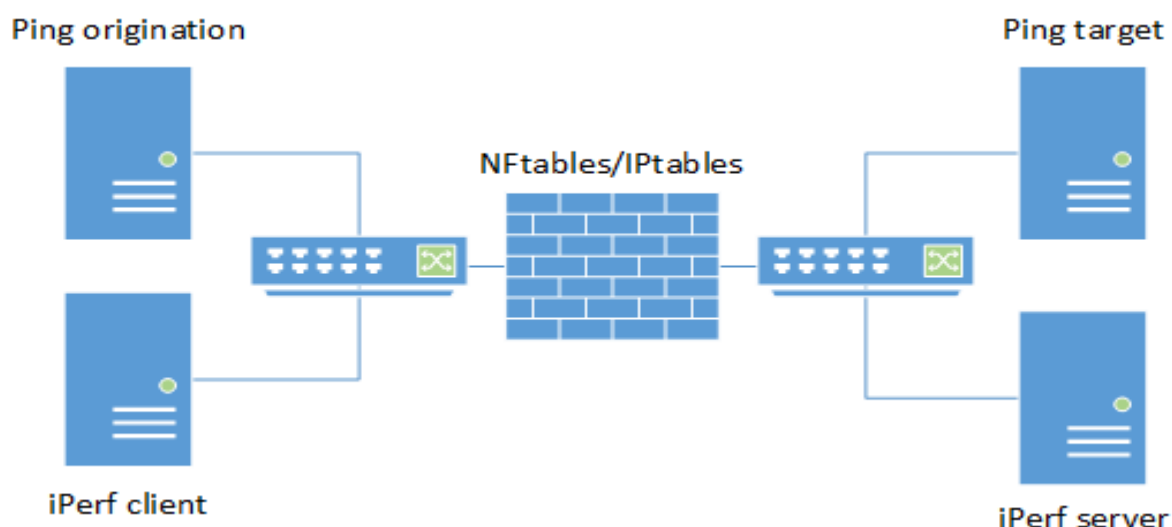 Ping origination
Ping target
NFtables/IPtables
iPerf client
iPerf server